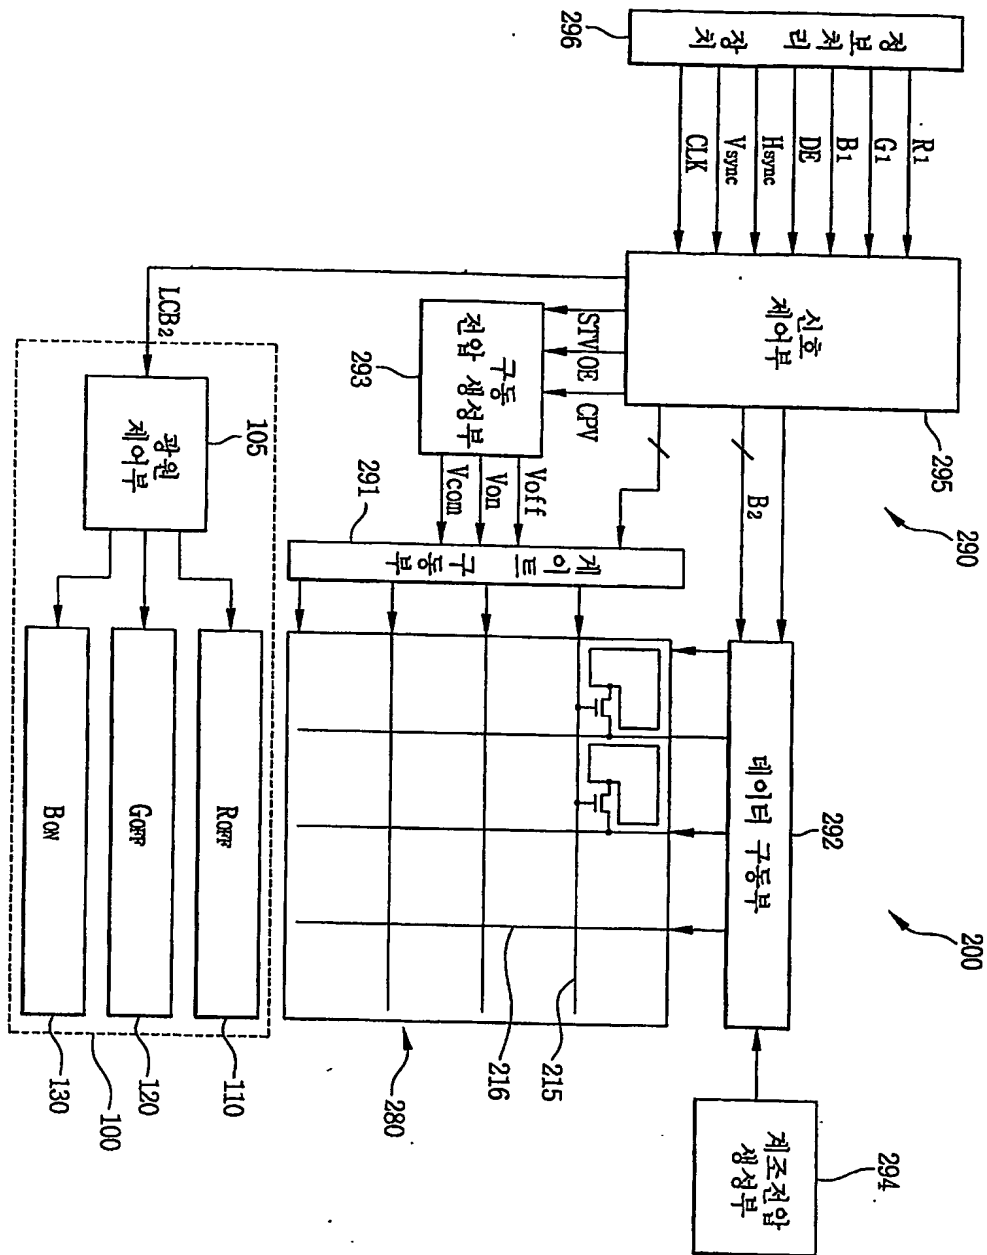 정보처리 장치
296
R1
G1
B1
DE
Hsync
Vsync
CLK
신호
제어부
295
290
LCB2
STV
OE
CPV
B2
구동
전압 생성부
293
Voff
Von
Vcom
291
게이트 구동부
데이터 구동부
292
200
계조전압
생성부
294
215
216
280
광원
제어부
105
ROFF
GOFF
BON
110
120
130
100